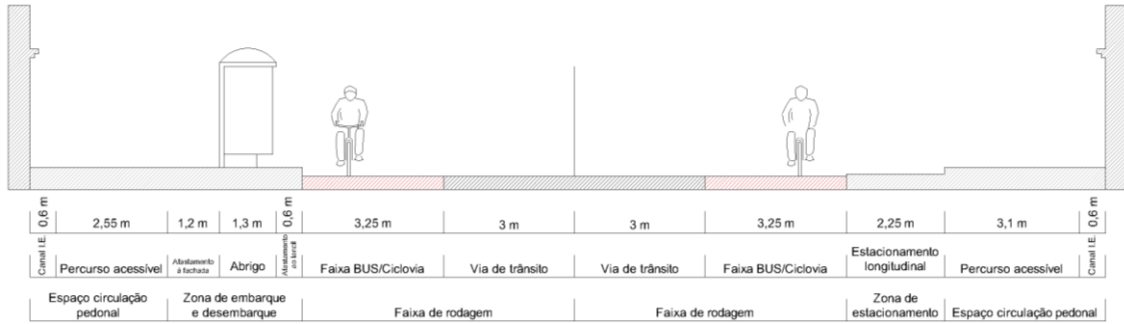 0,6 m
2,55 m
1,2 m
1,3 m
0,6 m
3,25 m
3 m
3 m
3,25 m
2,25 m
3,1 m
0,6 m
Canal I.E.
Percurso acessível
Afastamento
à fachada
Abrigo
Afastamento
ao lancil
Faixa BUS/Ciclovia
Via de trânsito
Via de trânsito
Faixa BUS/Ciclovia
Estacionamento
longitudinal
Percurso acessível
Canal I.E.
Espaço circulação
pedonal
Zona de embarque
e desembarque
Faixa de rodagem
Faixa de rodagem
Zona de
estacionamento
Espaço circulação pedonal